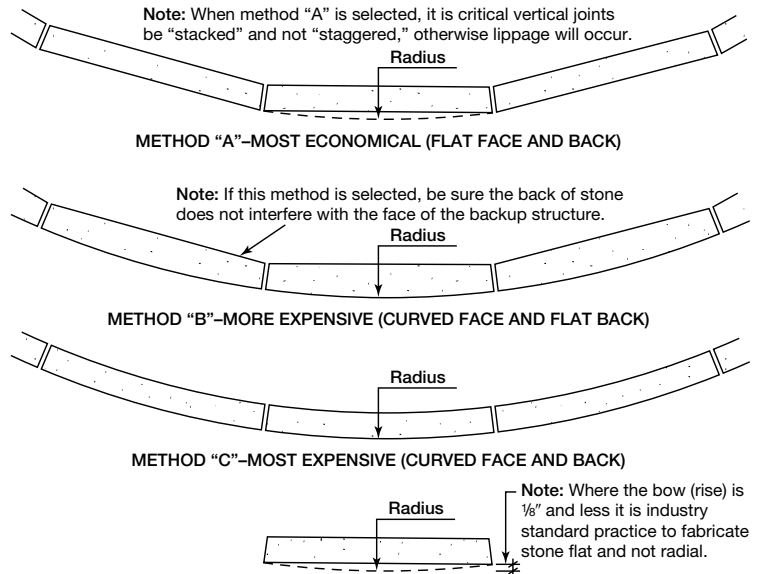 Note: When method “A” is selected, it is critical vertical joints
be “stacked” and not “staggered,” otherwise lippage will occur.
Radius
METHOD “A”–MOST ECONOMICAL (FLAT FACE AND BACK)
Note: If this method is selected, be sure the back of stone
does not interfere with the face of the backup structure.
Radius
METHOD “B”–MORE EXPENSIVE (CURVED FACE AND FLAT BACK)
Radius
METHOD “C”–MOST EXPENSIVE (CURVED FACE AND BACK)
Radius
Note: Where the bow (rise) is
⅛″ and less it is industry
standard practice to fabricate
stone flat and not radial.